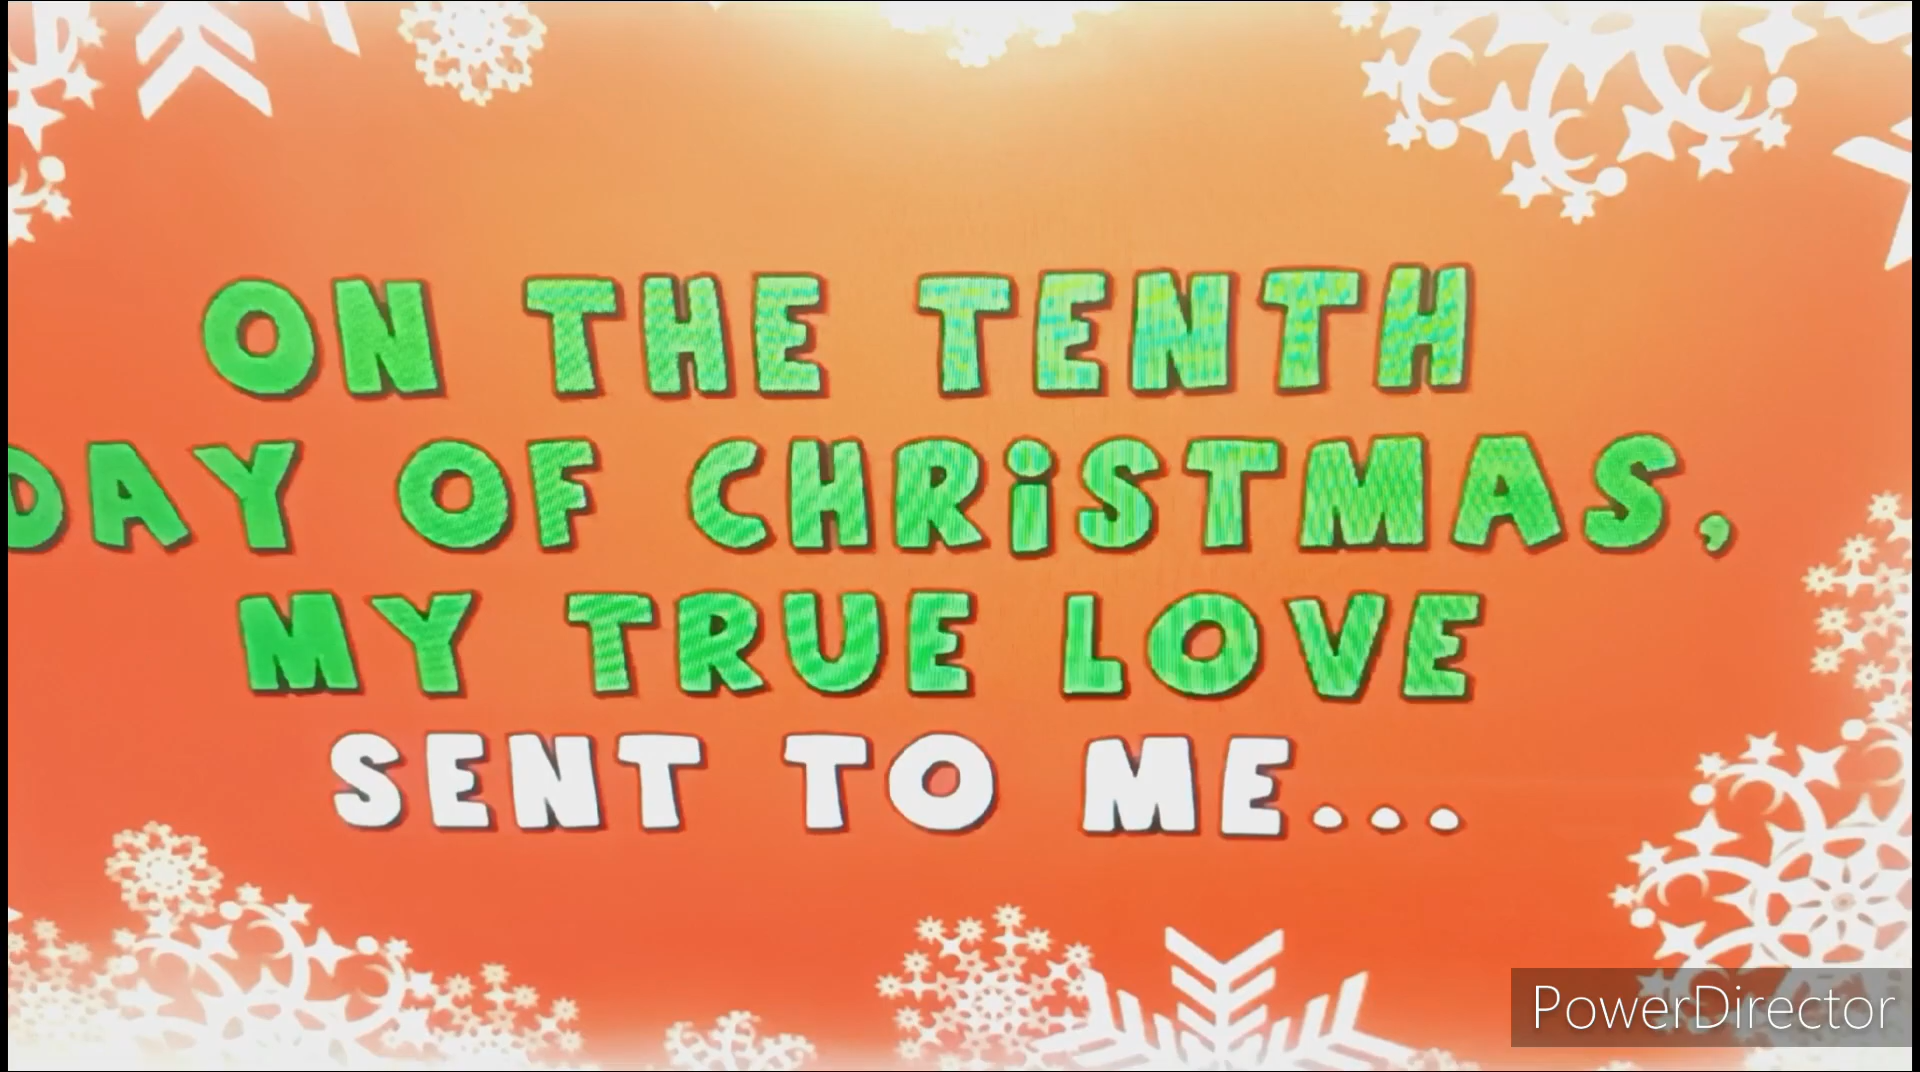 ON THE TENTH
DAY OF CHRiSTMAS,
MY TRUE LOVE
SENT TO ME...
PowerDirector